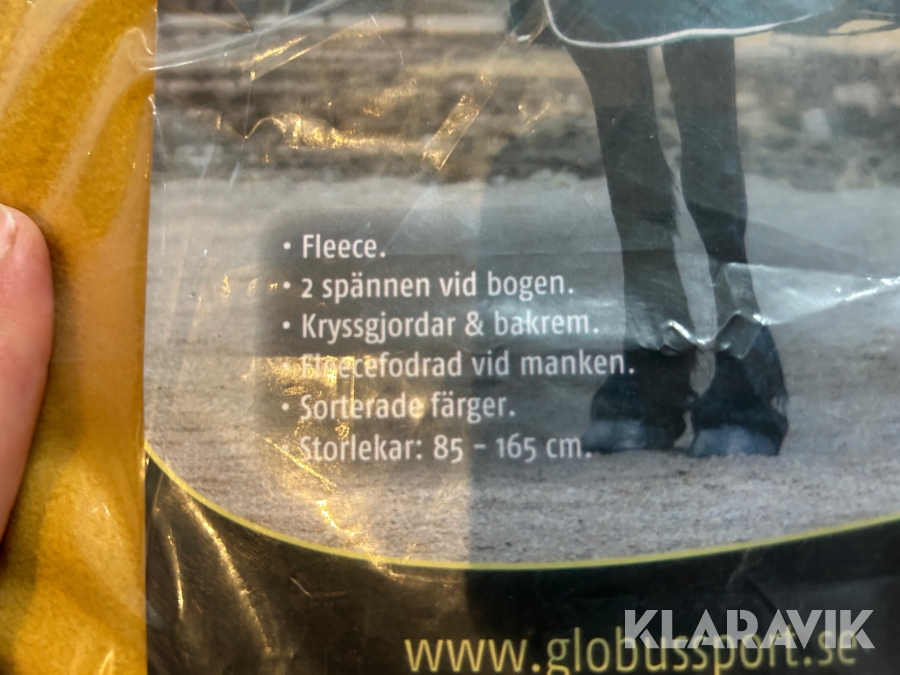 • Fleece.
• 2 spännen vid bogen.
• Kryssgjordar & bakrem.
• Fleecefodrad vid manken.
• Sorterade färger.
Storlekar: 85 – 165 cm.
KLARAVIK
www.globussport.se